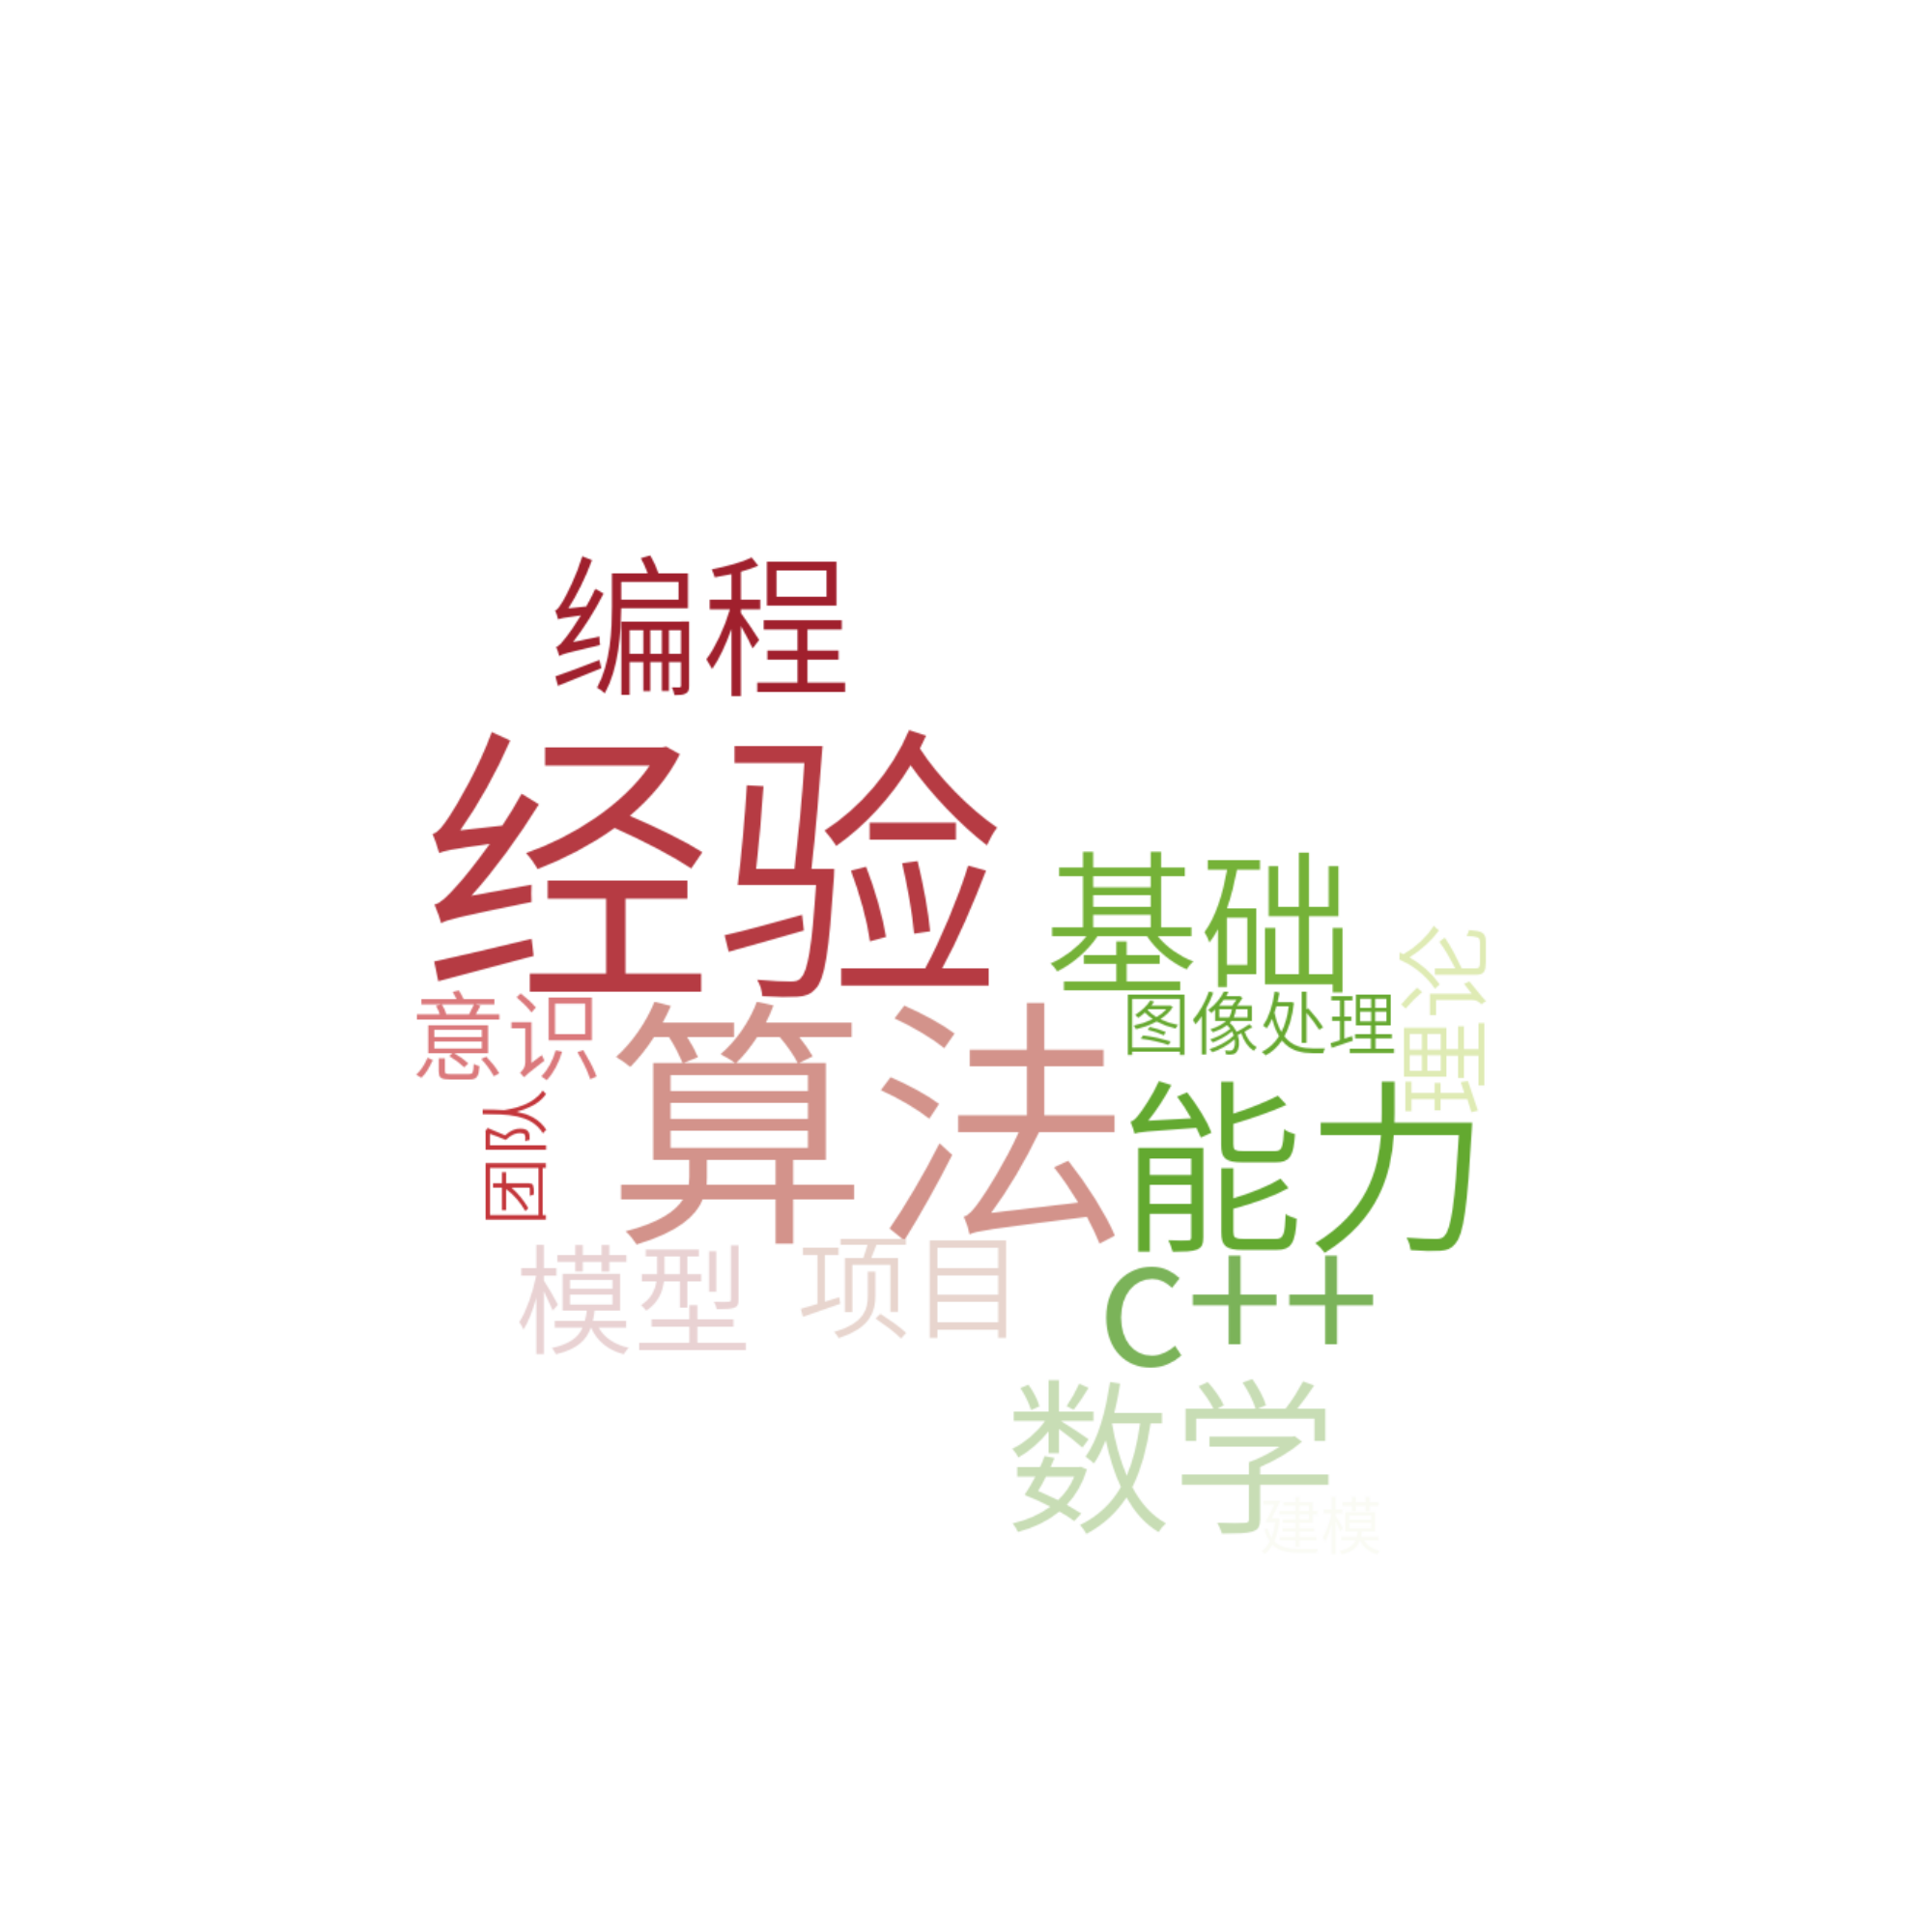 编程
经验
基础
理论
意识
图像处理
算法
能力
团队
模型
项目
C++
数学
建模